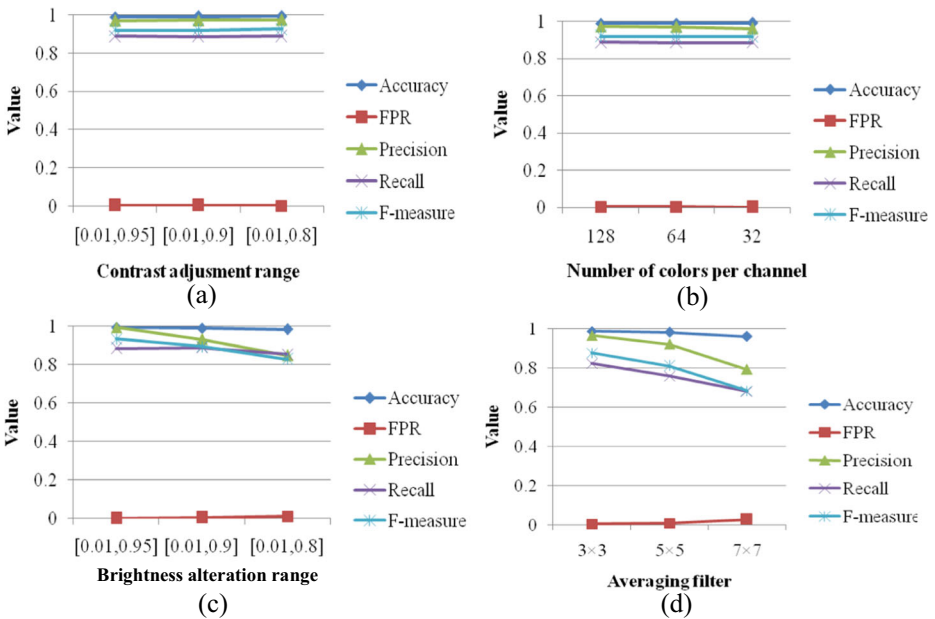 1
0.8
0.6
0.4
0.2
0
Value
[0.01,0.95] [0.01,0.9] [0.01,0.8]
Contrast adjusment range
Accuracy
FPR
Precision
Recall
F-measure
(a)
1
0.8
0.6
0.4
0.2
0
Value
128 64 32
Number of colors per channel
Accuracy
FPR
Precision
Recall
F-measure
(b)
1
0.8
0.6
0.4
0.2
0
Value
[0.01,0.95] [0.01,0.9] [0.01,0.8]
Brightness alteration range
Accuracy
FPR
Precision
Recall
F-measure
(c)
1
0.8
0.6
0.4
0.2
0
Value
3×3 5×5 7×7
Averaging filter
Accuracy
FPR
Precision
Recall
F-measure
(d)